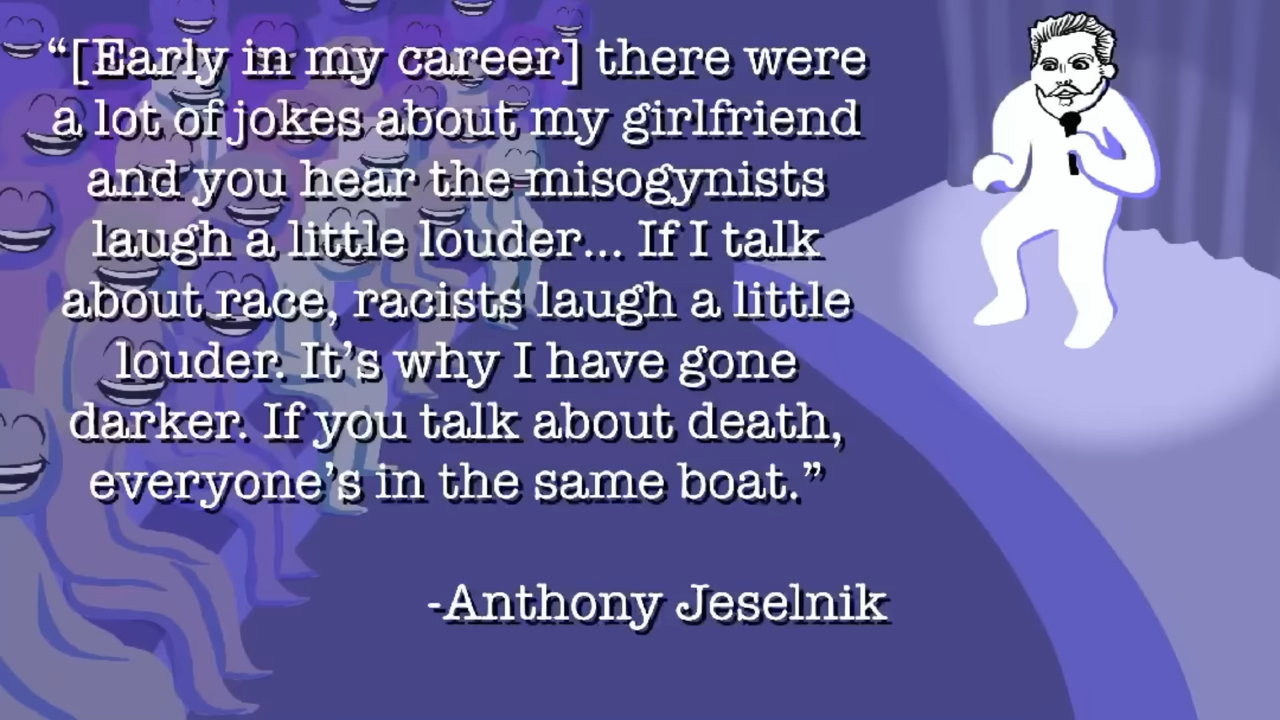 “[Early in my career] there were
a lot of jokes about my girlfriend
and you hear the misogynists
laugh a little louder... If I talk
about race, racists laugh a little
louder. It’s why I have gone
darker. If you talk about death,
everyone’s in the same boat.”
-Anthony Jeselnik